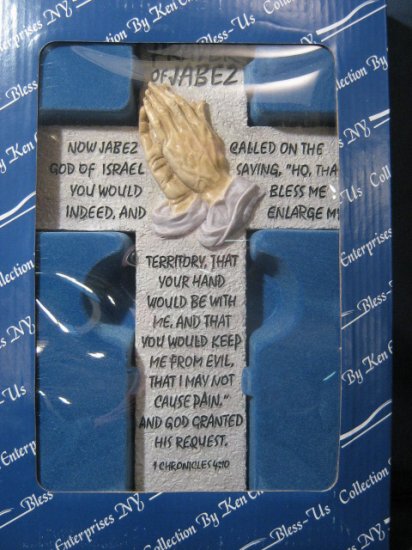 OF JABEZ
NOW JABEZ CALLED ON THE
GOD OF ISRAEL SAYING, "HO, THA
YOU WOULD BLESS ME
INDEED, AND ENLARGE MY
TERRITORY, THAT
YOUR HAND
WOULD BE WITH
ME, AND THAT
YOU WOULD KEEP
ME FROM EVIL,
THAT I MAY NOT
CAUSE PAIN."
AND GOD GRANTED
HIS REQUEST.
1 CHRONICLES 4:10
Enterprises NY
Bless-Us Collection By Ken
Bless-Us Collection By Ken Enterprises NY
Bless-Us Collection By Ken
Enterprises NY
Bless-Us Collection